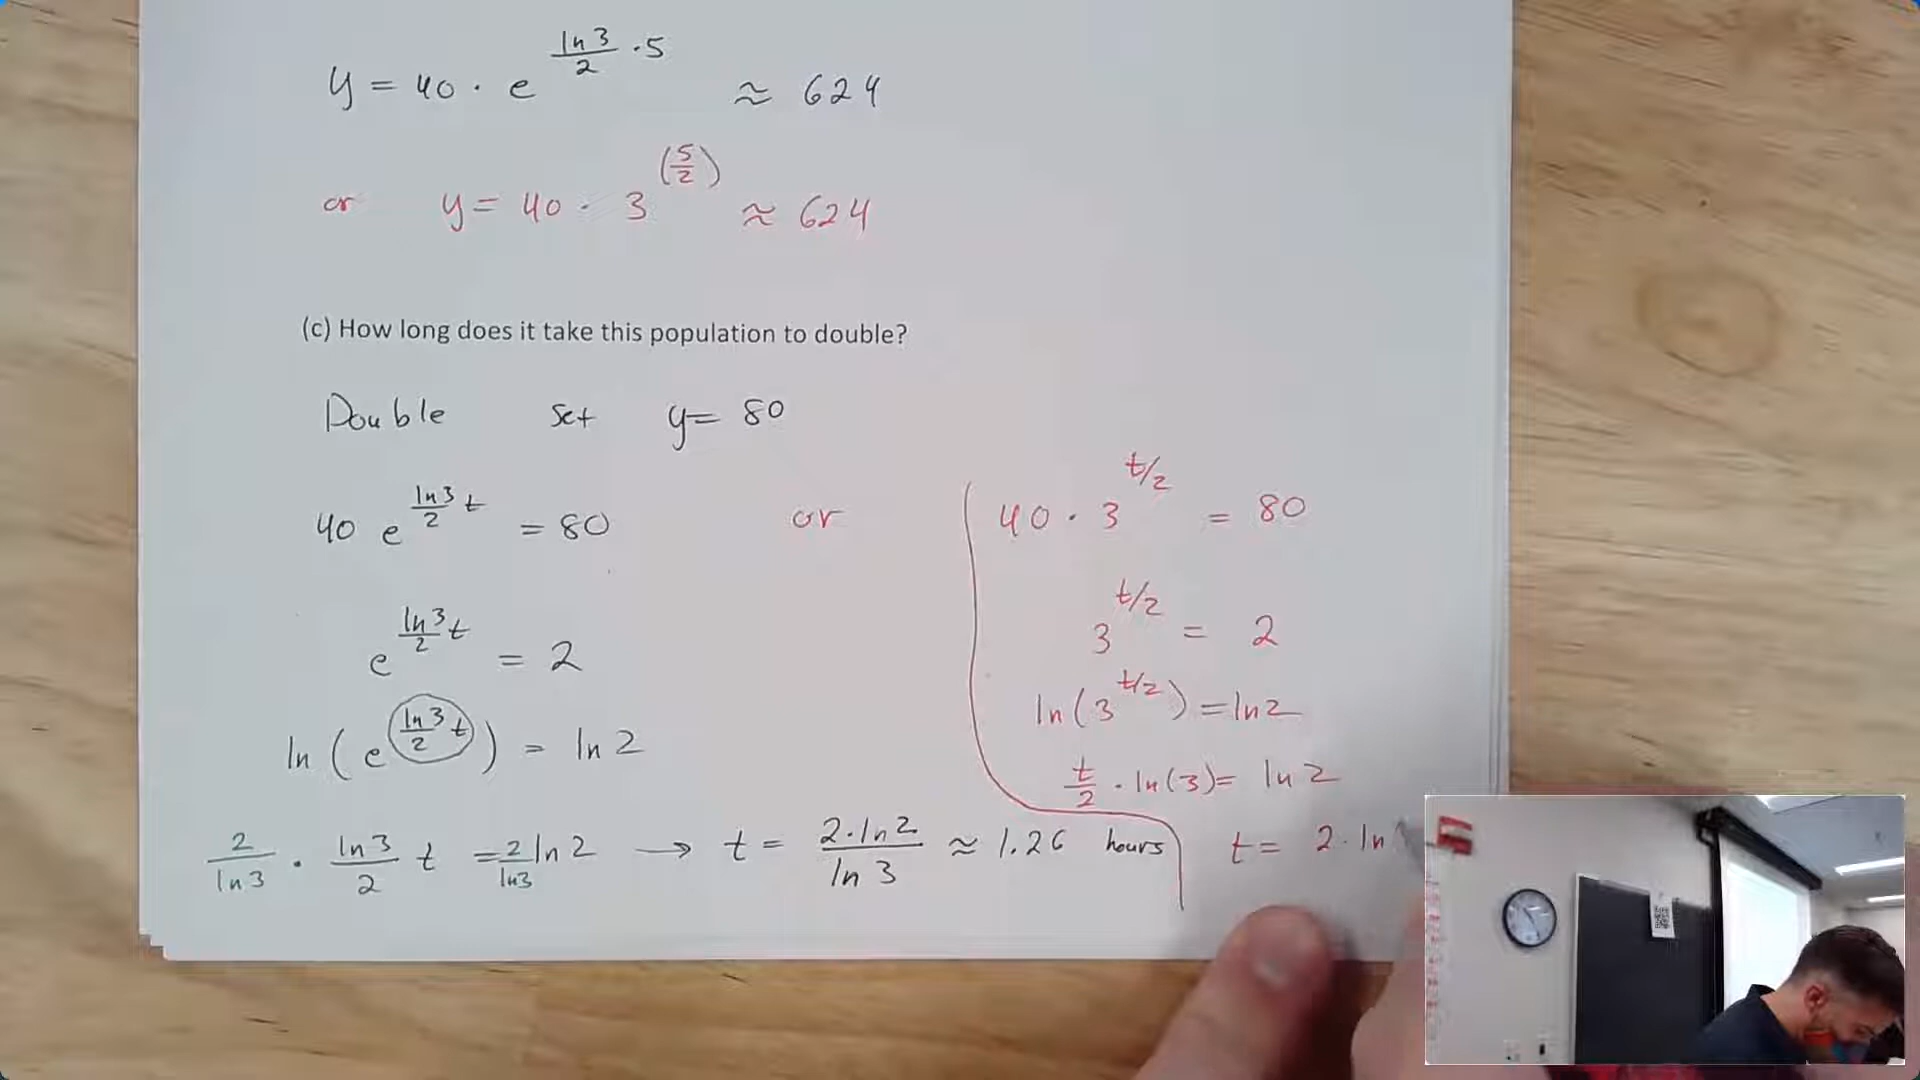 y = 40 · e^(ln3/2 · 5) ≈ 624
or y = 40 · 3^(5/2) ≈ 624
(c) How long does it take this population to double?
Double set y = 80
40 e^(ln3/2 t) = 80 or
e^(ln3/2 t) = 2
ln ( e^(ln3/2 t) ) = ln 2
2/ln3 · ln3/2 t = 2/ln3 ln 2 → t = 2·ln2/ln 3 ≈ 1.26 hours
40 · 3^(t/2) = 80
3^(t/2) = 2
ln ( 3^(t/2) ) = ln 2
t/2 · ln(3) = ln 2
t = 2 · ln